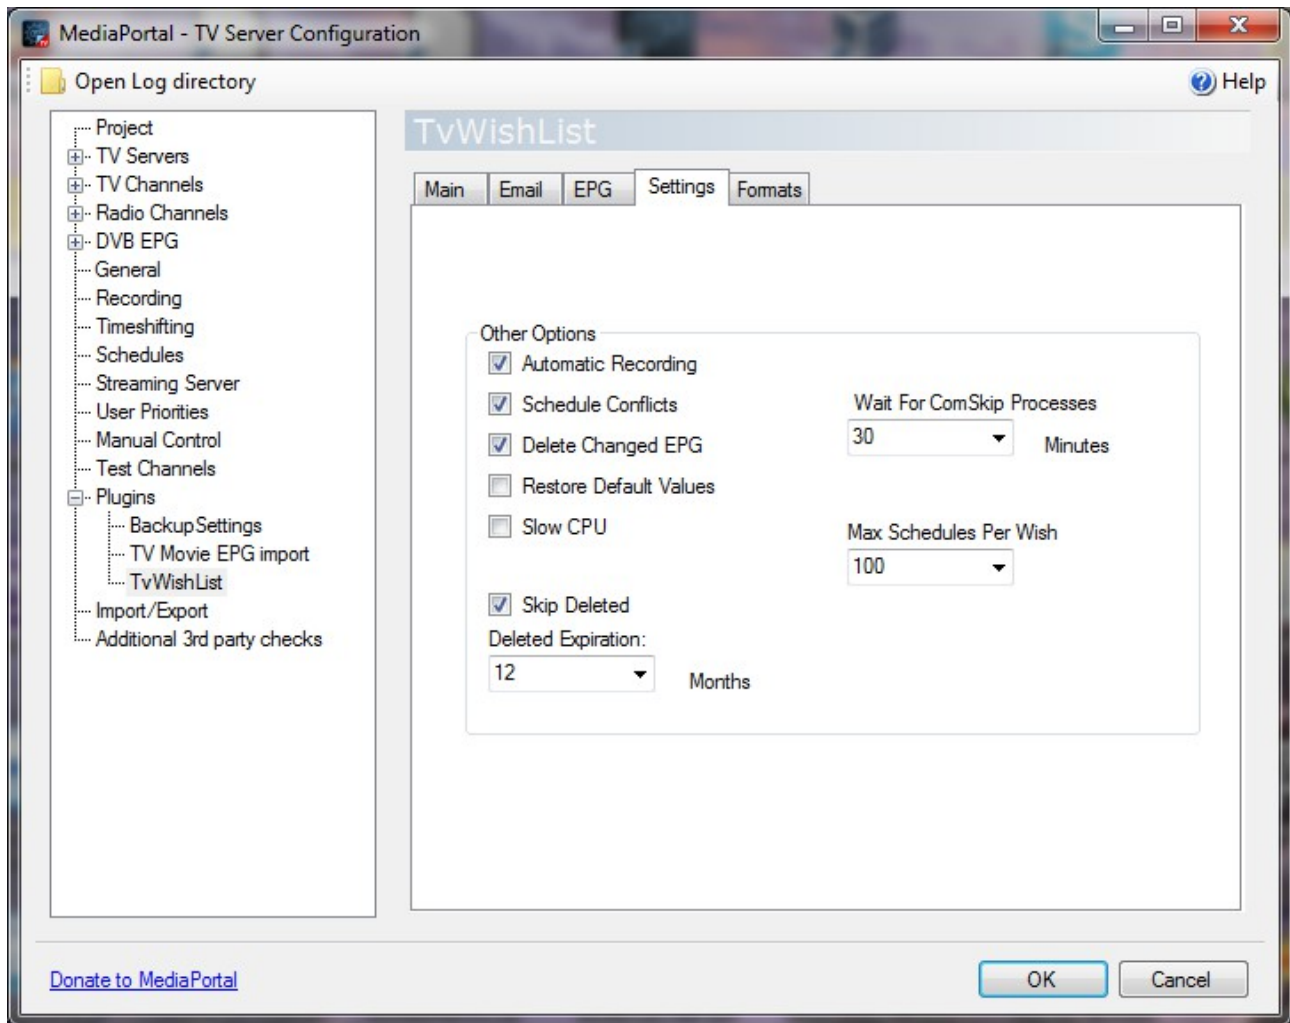 MediaPortal - TV Server Configuration
Open Log directory
Help
Project
TV Servers
TV Channels
Radio Channels
DVB EPG
General
Recording
Timeshifting
Schedules
Streaming Server
User Priorities
Manual Control
Test Channels
Plugins
BackupSettings
TV Movie EPG import
TvWishList
Import/Export
Additional 3rd party checks
TvWishList
Main Email EPG Settings Formats
Other Options
Automatic Recording
Schedule Conflicts
Delete Changed EPG
Restore Default Values
Slow CPU
Skip Deleted
Deleted Expiration:
12 Months
Wait For ComSkip Processes
30 Minutes
Max Schedules Per Wish
100
Donate to MediaPortal
OK Cancel